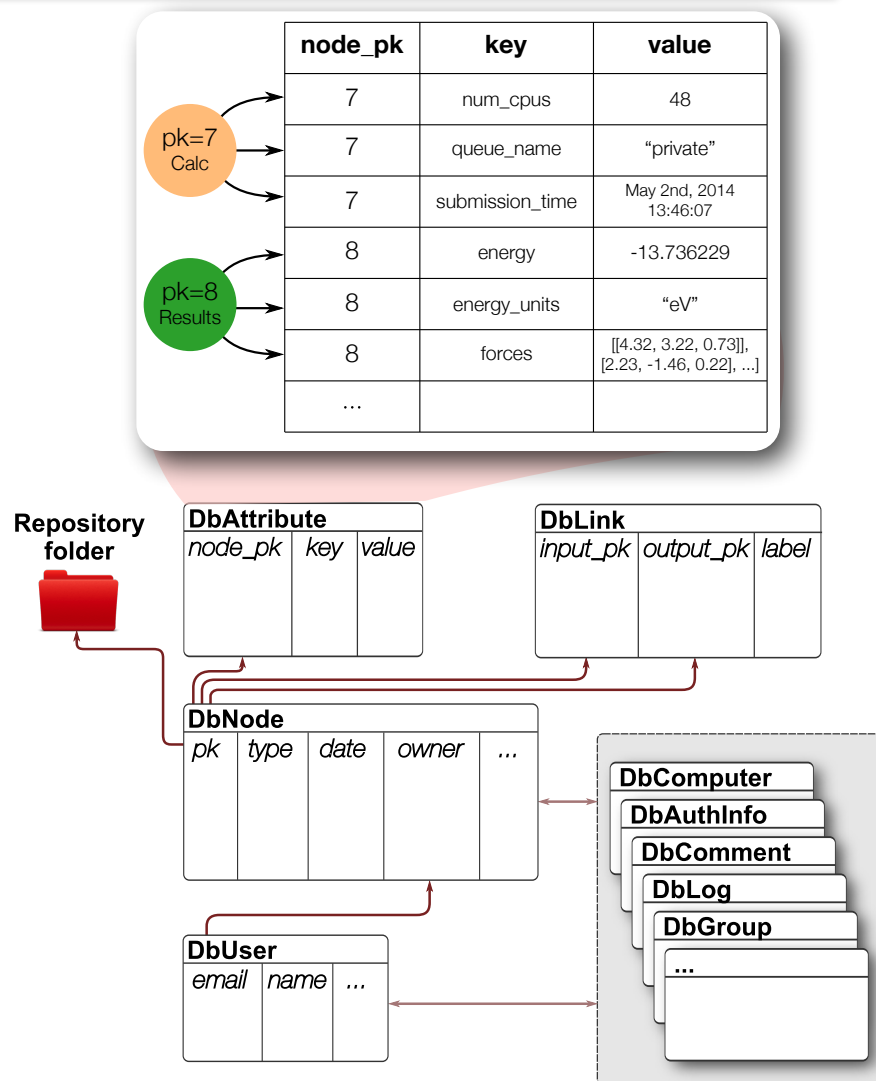 node_pk key value
pk=7
Calc
7 num_cpus 48
7 queue_name “private”
7 submission_time May 2nd, 2014
13:46:07
pk=8
Results
8 energy -13.736229
8 energy_units “eV”
8 forces [[4.32, 3.22, 0.73]],
[2.23, -1.46, 0.22], ...]
...
Repository
folder
DbAttribute
node_pk key value
DbLink
input_pk output_pk label
DbNode
pk type date owner ...
DbComputer
DbAuthInfo
DbComment
DbLog
DbGroup
...
DbUser
email name ...